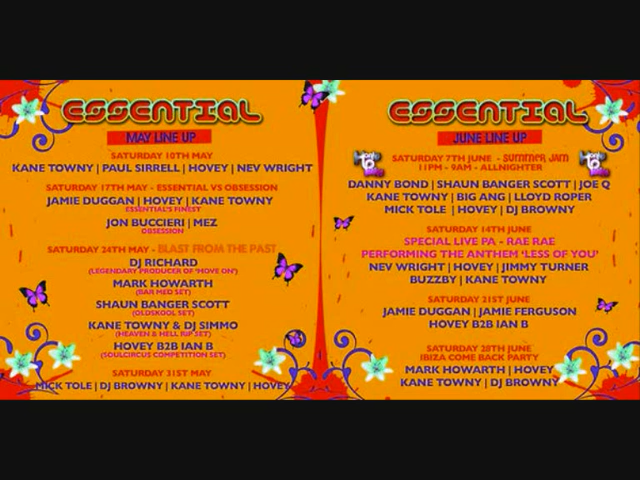 ESSENTIAL
MAY LINE UP
SATURDAY 10TH MAY
KANE TOWNY | PAUL SIRRELL | HOVEY | NEV WRIGHT
SATURDAY 17TH MAY - ESSENTIAL VS OBSESSION
JAMIE DUGGAN | HOVEY | KANE TOWNY
ESSENTIAL'S FINEST
JON BUCCIERI | MEZ
OBSESSION
SATURDAY 24TH MAY - BLAST FROM THE PAST
DJ RICHARD
(LEGENDARY PRODUCER OF 'MOVE ON')
MARK HOWARTH
(BAR MED SET)
SHAUN BANGER SCOTT
(OLDSKOOL SET)
KANE TOWNY & DJ SIMMO
(HEAVEN & HELL RIP SET)
HOVEY B2B IAN B
(SOULCIRCUS COMPETITION SET)
SATURDAY 31ST MAY
MICK TOLE | DJ BROWNY | KANE TOWNY | HOVEY
ESSENTIAL
JUNE LINE UP
SATURDAY 7TH JUNE - SUMMER JAM
11PM - 9AM - ALLNIGHTER
DANNY BOND | SHAUN BANGER SCOTT | JOE Q
KANE TOWNY | BIG ANG | LLOYD ROPER
MICK TOLE | HOVEY | DJ BROWNY
SATURDAY 14TH JUNE
SPECIAL LIVE PA - RAE RAE
PERFORMING THE ANTHEM 'LESS OF YOU'
NEV WRIGHT | HOVEY | JIMMY TURNER
BUZZBY | KANE TOWNY
SATURDAY 21ST JUNE
JAMIE DUGGAN | JAMIE FERGUSON
HOVEY B2B IAN B
SATURDAY 28TH JUNE
IBIZA COME BACK PARTY
MARK HOWARTH | HOVEY
KANE TOWNY | DJ BROWNY